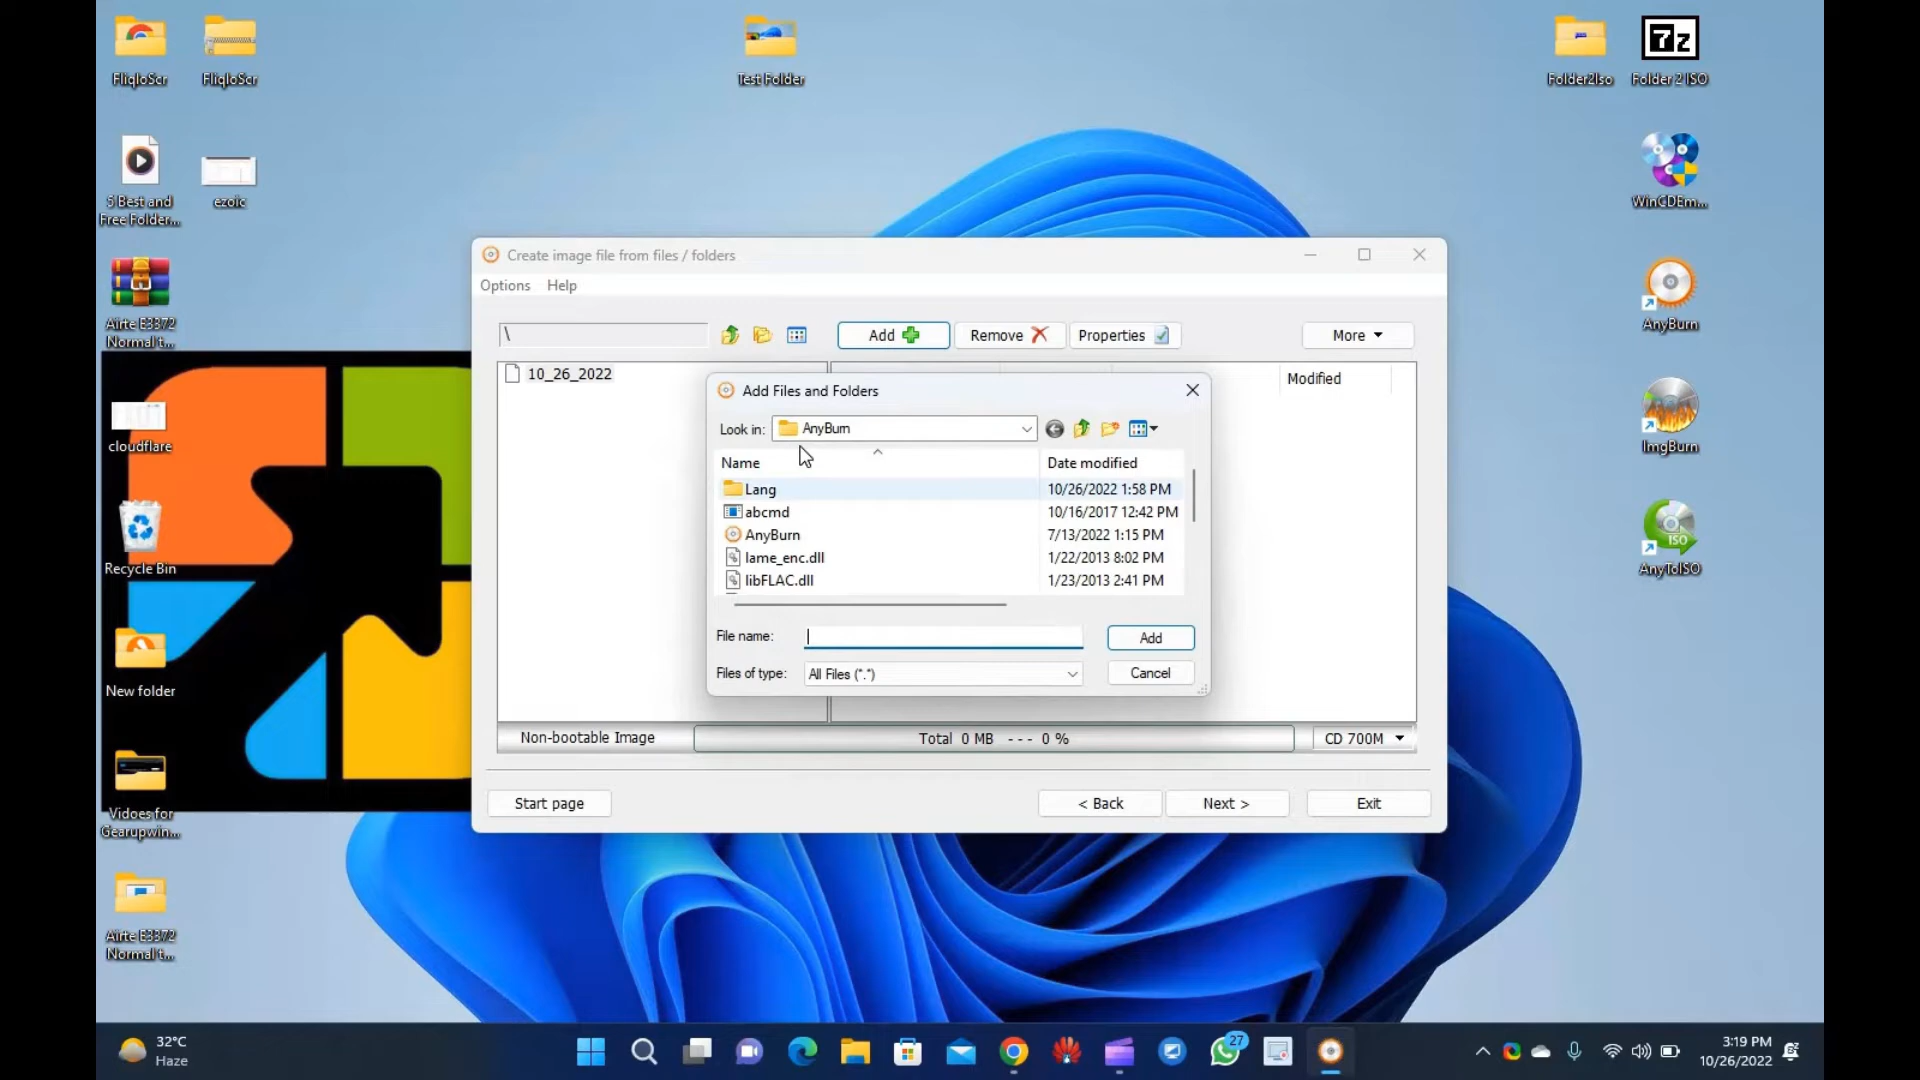 FliqloScr
FliqloScr
Test Folder
Folder2Iso
7z
Folder 2 ISO
5 Best and
Free Folder...
ezoic
WinCDEm...
Airte E3372
Normal t...
AnyBurn
cloudflare
ImgBurn
Recycle Bin
ISO
AnyToISO
New folder
Vidoes for
Gearupwin...
Airte E3372
Normal t...
Create image file from files / folders
Options Help
\
Add
Remove
Properties
More
10_26_2022
Modified
Add Files and Folders
Look in: AnyBurn
Name Date modified
Lang 10/26/2022 1:58 PM
abcmd 10/16/2017 12:42 PM
AnyBurn 7/13/2022 1:15 PM
lame_enc.dll 1/22/2013 8:02 PM
libFLAC.dll 1/23/2013 2:41 PM
File name: Add
Files of type: All Files (*.*) Cancel
Non-bootable Image Total 0 MB --- 0 % CD 700M
Start page < Back Next > Exit
32°C
Haze
27
3:19 PM
10/26/2022